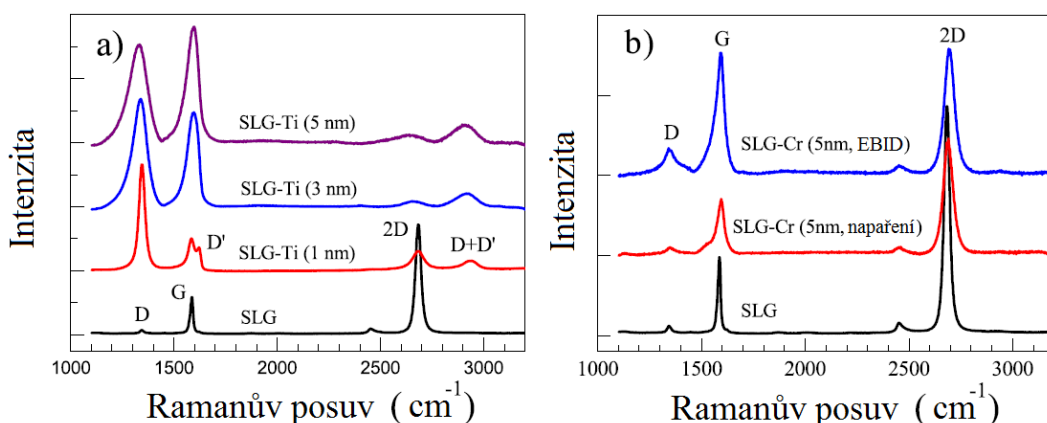 a)
Intenzita
SLG-Ti (5 nm)
SLG-Ti (3 nm)
2D
D'
SLG-Ti (1 nm)
D+D'
G
D
SLG
1000 1500 2000 2500 3000
Ramanův posuv ( cm⁻¹)
b)
Intenzita
G
2D
D
SLG-Cr (5nm, EBID)
SLG-Cr (5nm, napaření)
SLG
1000 1500 2000 2500 3000
Ramanův posuv ( cm⁻¹)